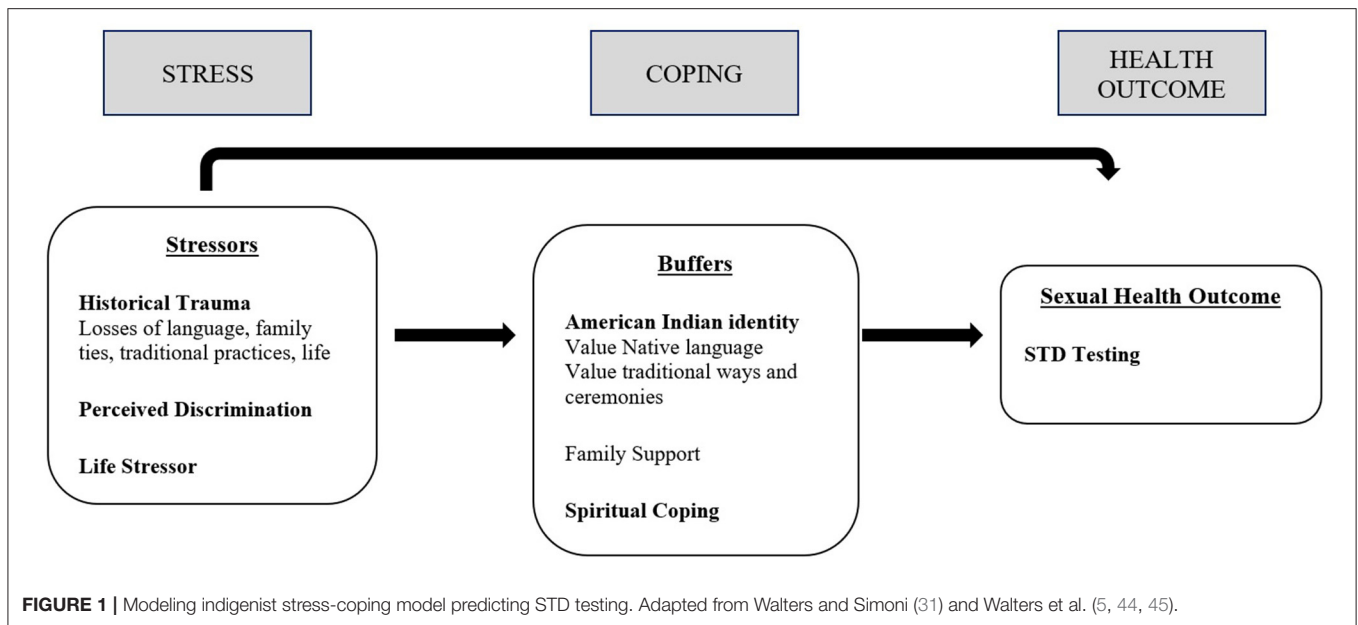 STRESS
COPING
HEALTH
OUTCOME
Stressors
Historical Trauma
Losses of language, family
ties, traditional practices, life
Perceived Discrimination
Life Stressor
Buffers
American Indian identity
Value Native language
Value traditional ways and
ceremonies
Family Support
Spiritual Coping
Sexual Health Outcome
STD Testing
FIGURE 1 | Modeling indigenist stress-coping model predicting STD testing. Adapted from Walters and Simoni (31) and Walters et al. (5, 44, 45).